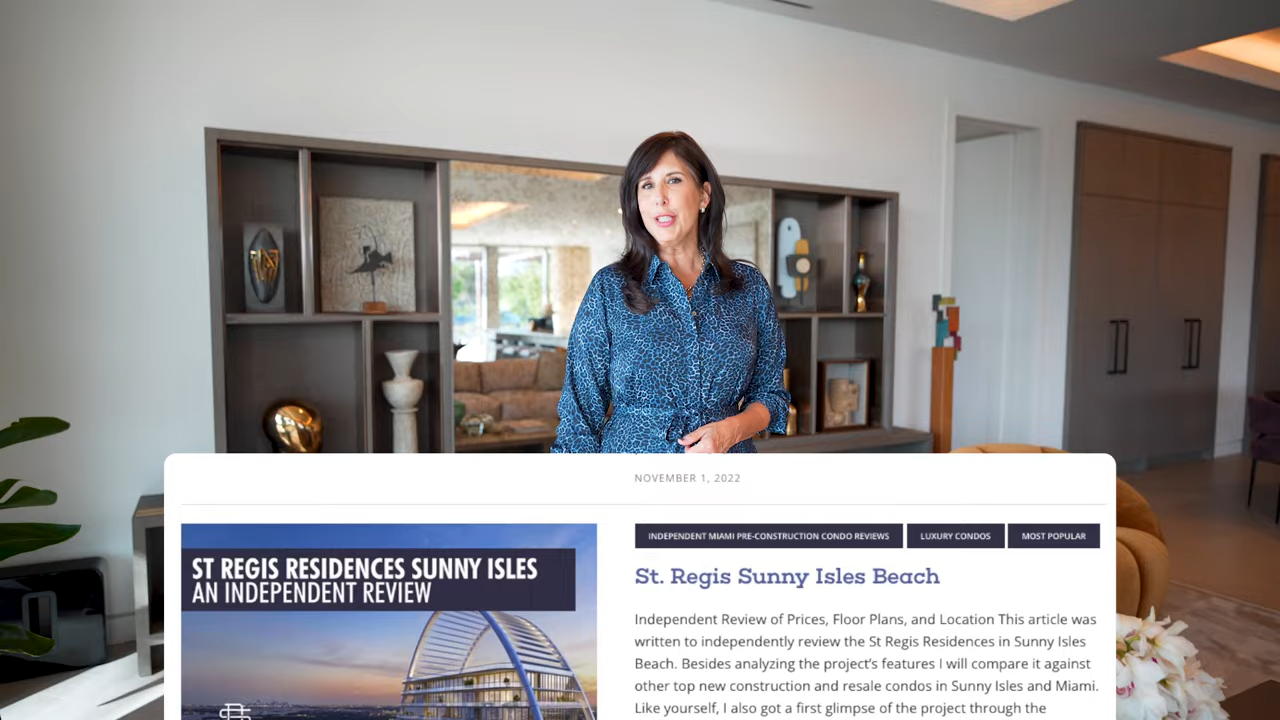 NOVEMBER 1, 2022
ST REGIS RESIDENCES SUNNY ISLES
AN INDEPENDENT REVIEW
INDEPENDENT MIAMI PRE-CONSTRUCTION CONDO REVIEWS
LUXURY CONDOS
MOST POPULAR
St. Regis Sunny Isles Beach
Independent Review of Prices, Floor Plans, and Location This article was
written to independently review the St Regis Residences in Sunny Isles
Beach. Besides analyzing the project's features I will compare it against
other top new construction and resale condos in Sunny Isles and Miami.
Like yourself, I also got a first glimpse of the project through the